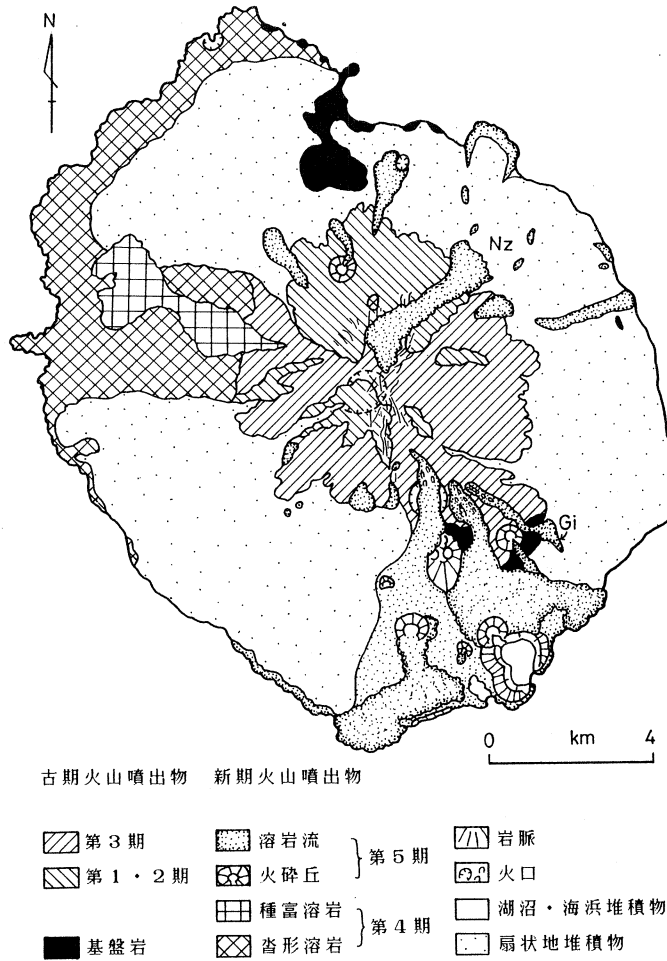 N
Nz
Gi
0 km 4
古期火山噴出物 新期火山噴出物
第3期 溶岩流 第5期 岩脈
第1・2期 火砕丘 火口
種富溶岩 第4期 湖沼・海浜堆積物
基盤岩 沓形溶岩 扇状地堆積物